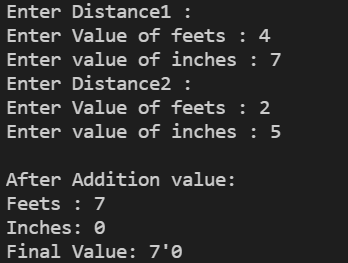 Enter Distance1 :
Enter Value of feets : 4
Enter value of inches : 7
Enter Distance2 :
Enter Value of feets : 2
Enter value of inches : 5
After Addition value:
Feets : 7
Inches: 0
Final Value: 7'0